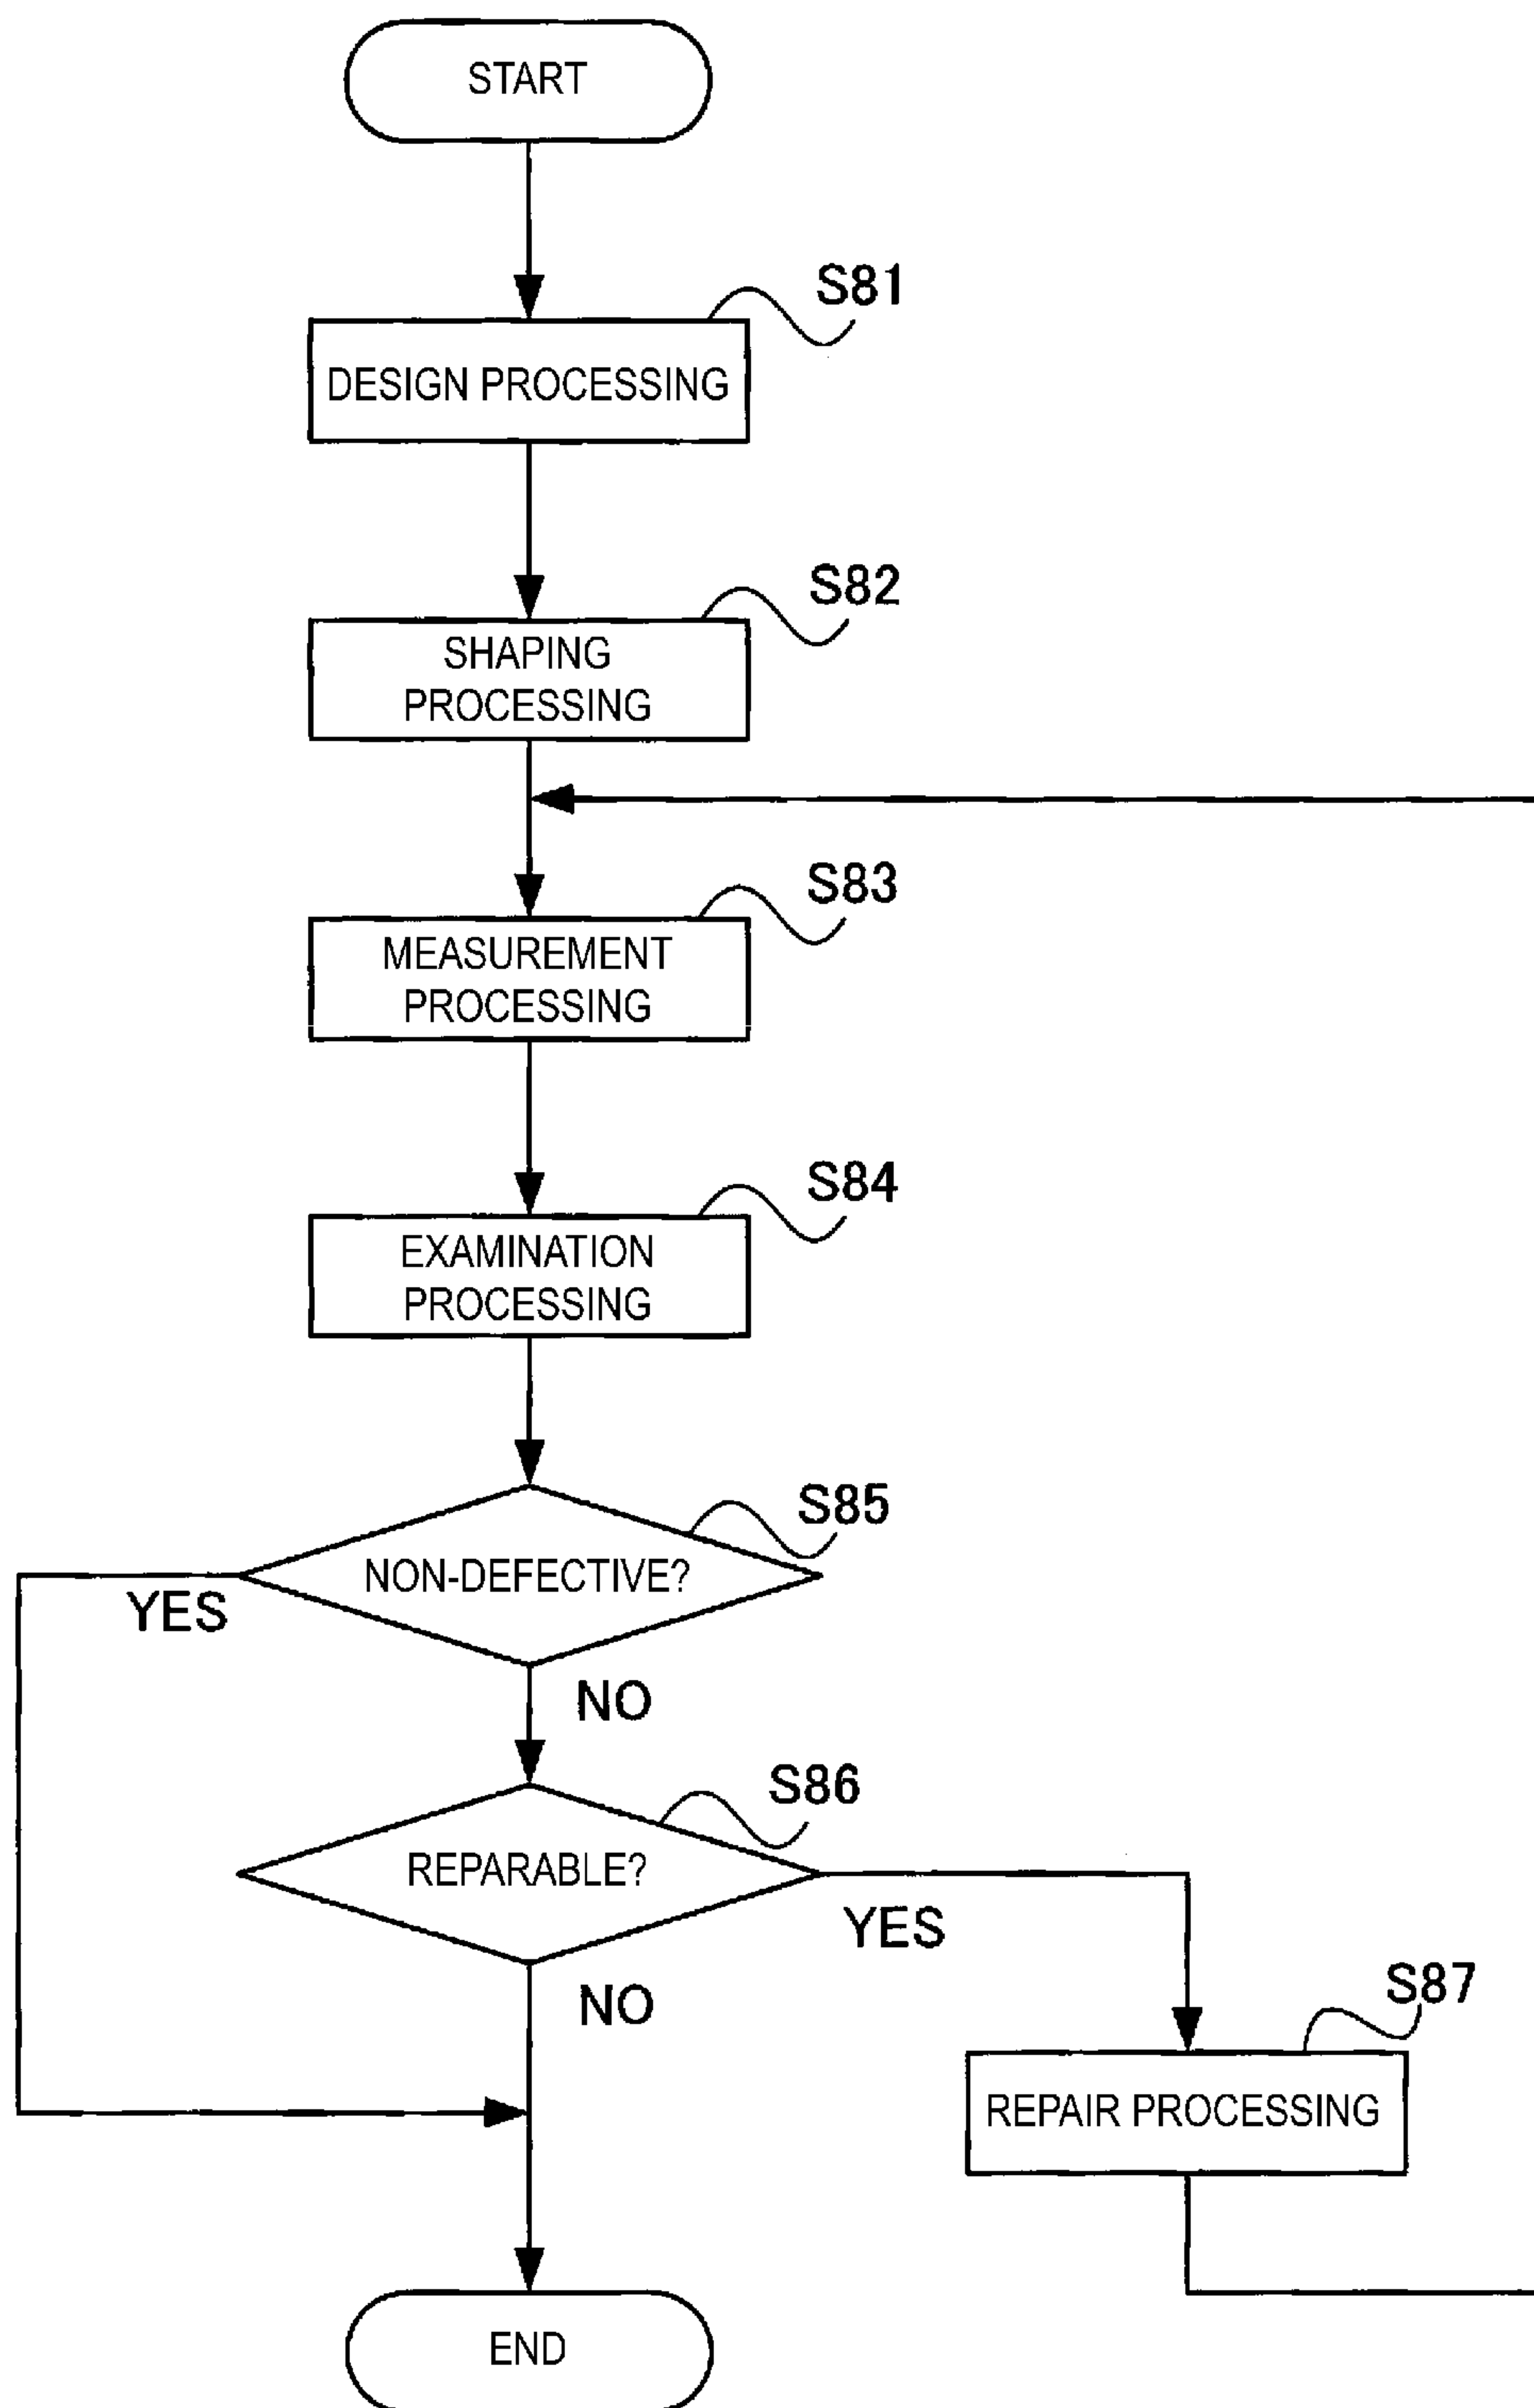 START
S81
DESIGN PROCESSING
S82
SHAPING
PROCESSING
S83
MEASUREMENT
PROCESSING
S84
EXAMINATION
PROCESSING
S85
NON-DEFECTIVE?
YES
NO
S86
REPARABLE?
YES
NO
S87
REPAIR PROCESSING
END